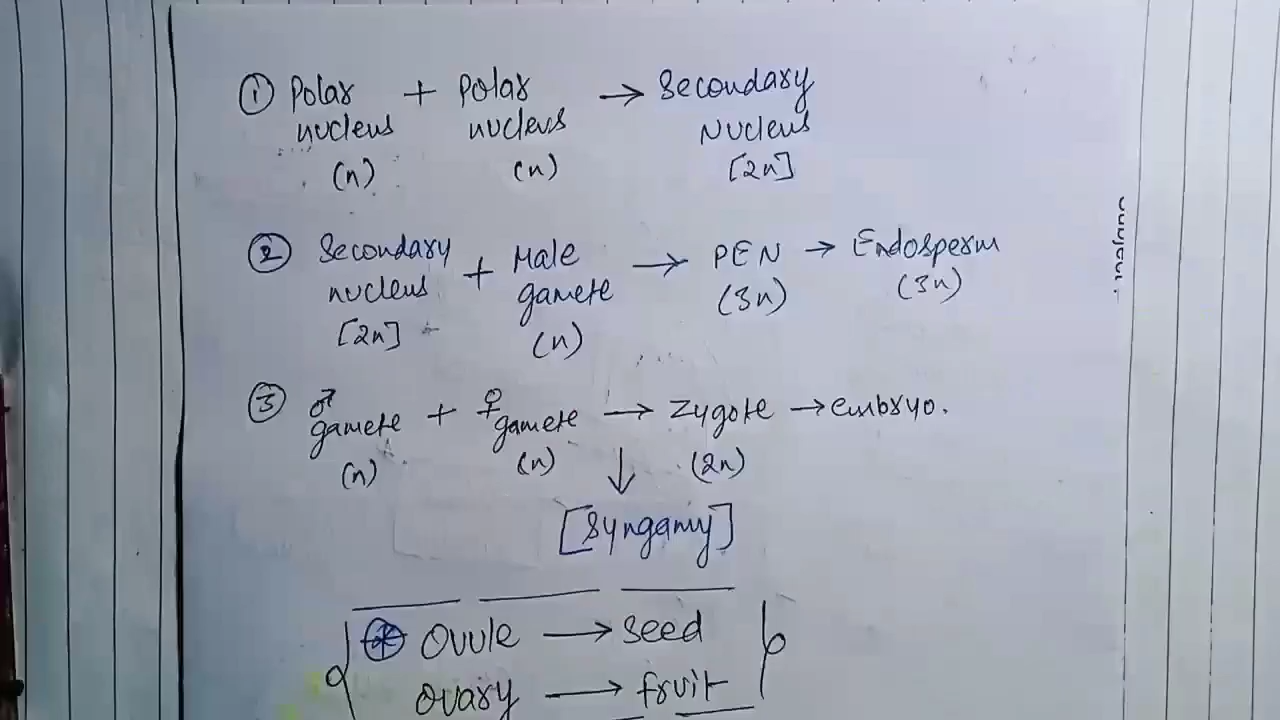 ① Polar + Polar → Secondary
nucleus nucleus Nucleus
(n) (n) [2n]
② Secondary + Male → PEN → Endosperm
nucleus gamete (3n) (3n)
[2n] (n)
③ ♂ gamete + ♀ gamete → Zygote → embryo.
(n) (n) ↓ (2n)
[Syngamy]
* Ovule → seed
ovary → fruit